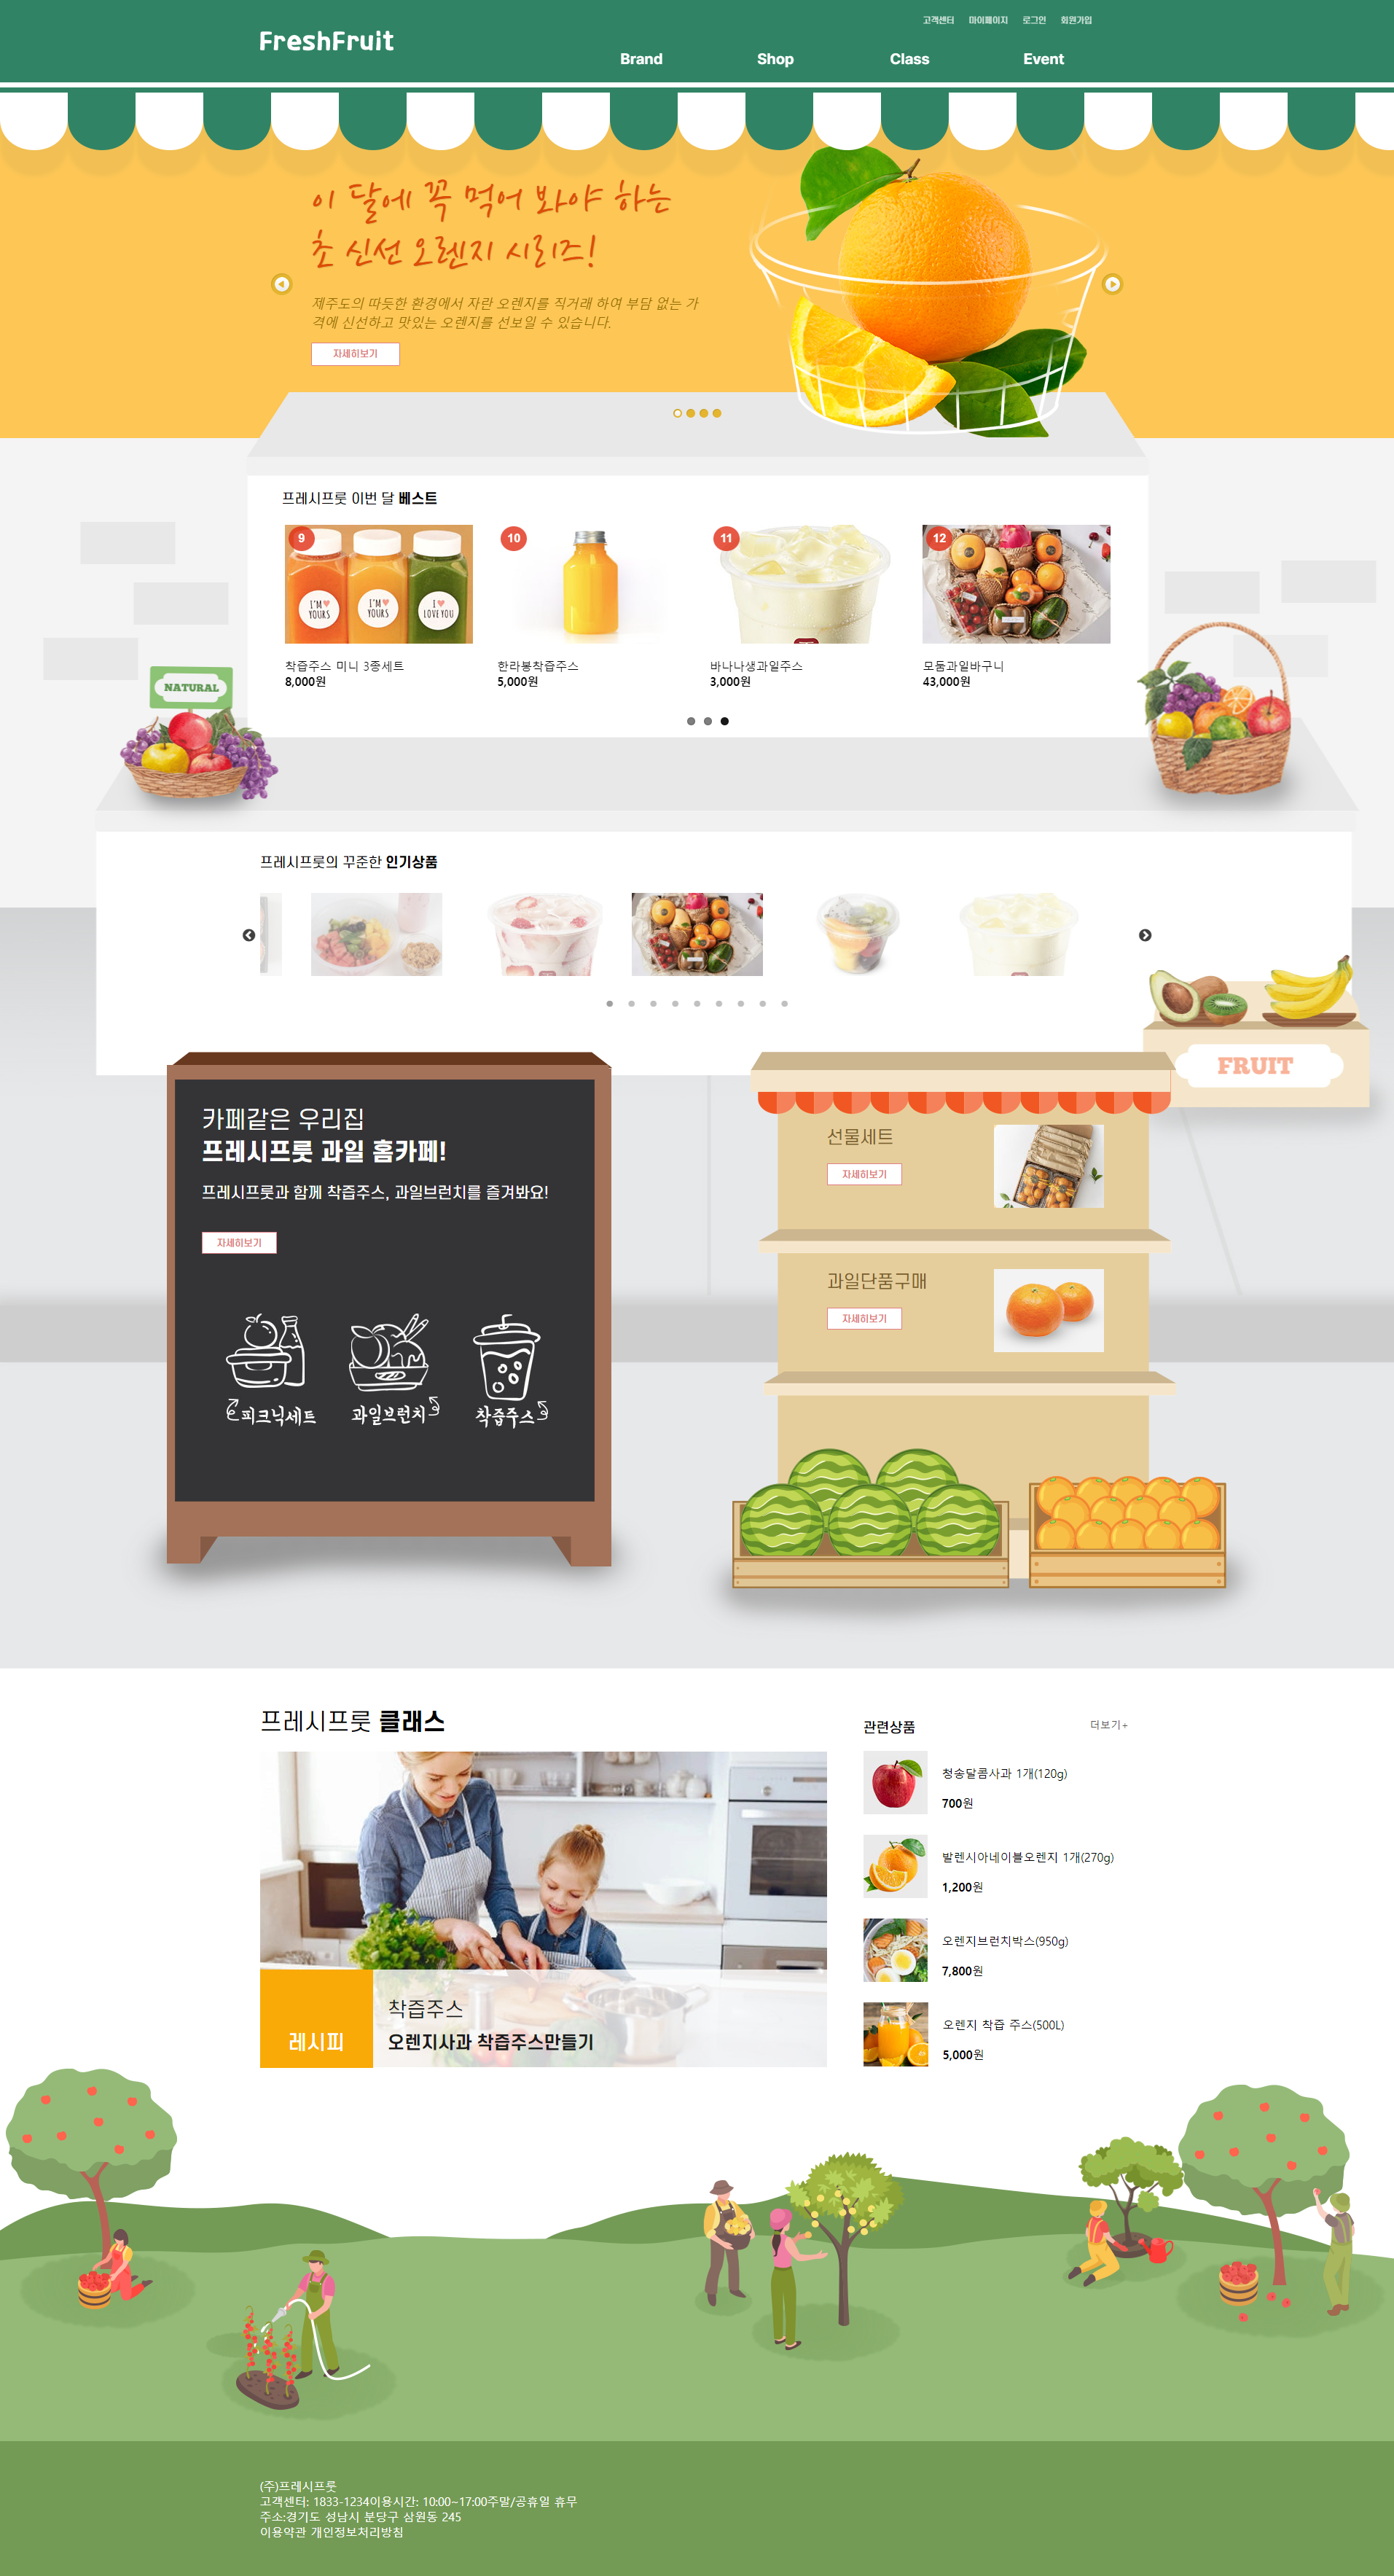 고객센터 마이페이지 로그인 회원가입
FreshFruit
Brand Shop Class Event
이 달에 꼭 먹어 봐야 하는
초 신선 오렌지 시리즈!
제주도의 따듯한 환경에서 자란 오렌지를 직거래 하여 부담 없는 가
격에 신선하고 맛있는 오렌지를 선보일 수 있습니다.
자세히보기
프레시프룻 이번 달 베스트
9
10
11
12
I'M
YOURS
I'M
YOURS
I
LOVE YOU
착즙주스 미니 3종세트
8,000원
한라봉착즙주스
5,000원
바나나생과일주스
3,000원
모둠과일바구니
43,000원
NATURAL
프레시프룻의 꾸준한 인기상품
FRUIT
카페같은 우리집
프레시프룻 과일 홈카페!
프레시프룻과 함께 착즙주스, 과일브런치를 즐겨봐요!
자세히보기
피크닉세트
과일브런치
착즙주스
선물세트
자세히보기
과일단품구매
자세히보기
프레시프룻 클래스
레시피
착즙주스
오렌지사과 착즙주스만들기
관련상품
더보기+
청송달콤사과 1개(120g)
700원
발렌시아네이블오렌지 1개(270g)
1,200원
오렌지브런치박스(950g)
7,800원
오렌지 착즙 주스(500L)
5,000원
(주)프레시프룻
고객센터: 1833-1234이용시간: 10:00~17:00주말/공휴일 휴무
주소:경기도 성남시 분당구 삼원동 245
이용약관 개인정보처리방침